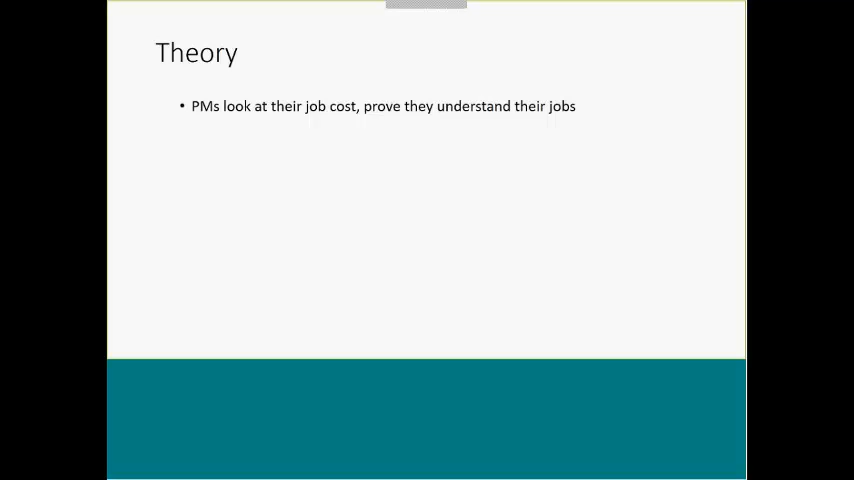 Theory
• PMs look at their job cost, prove they understand their jobs